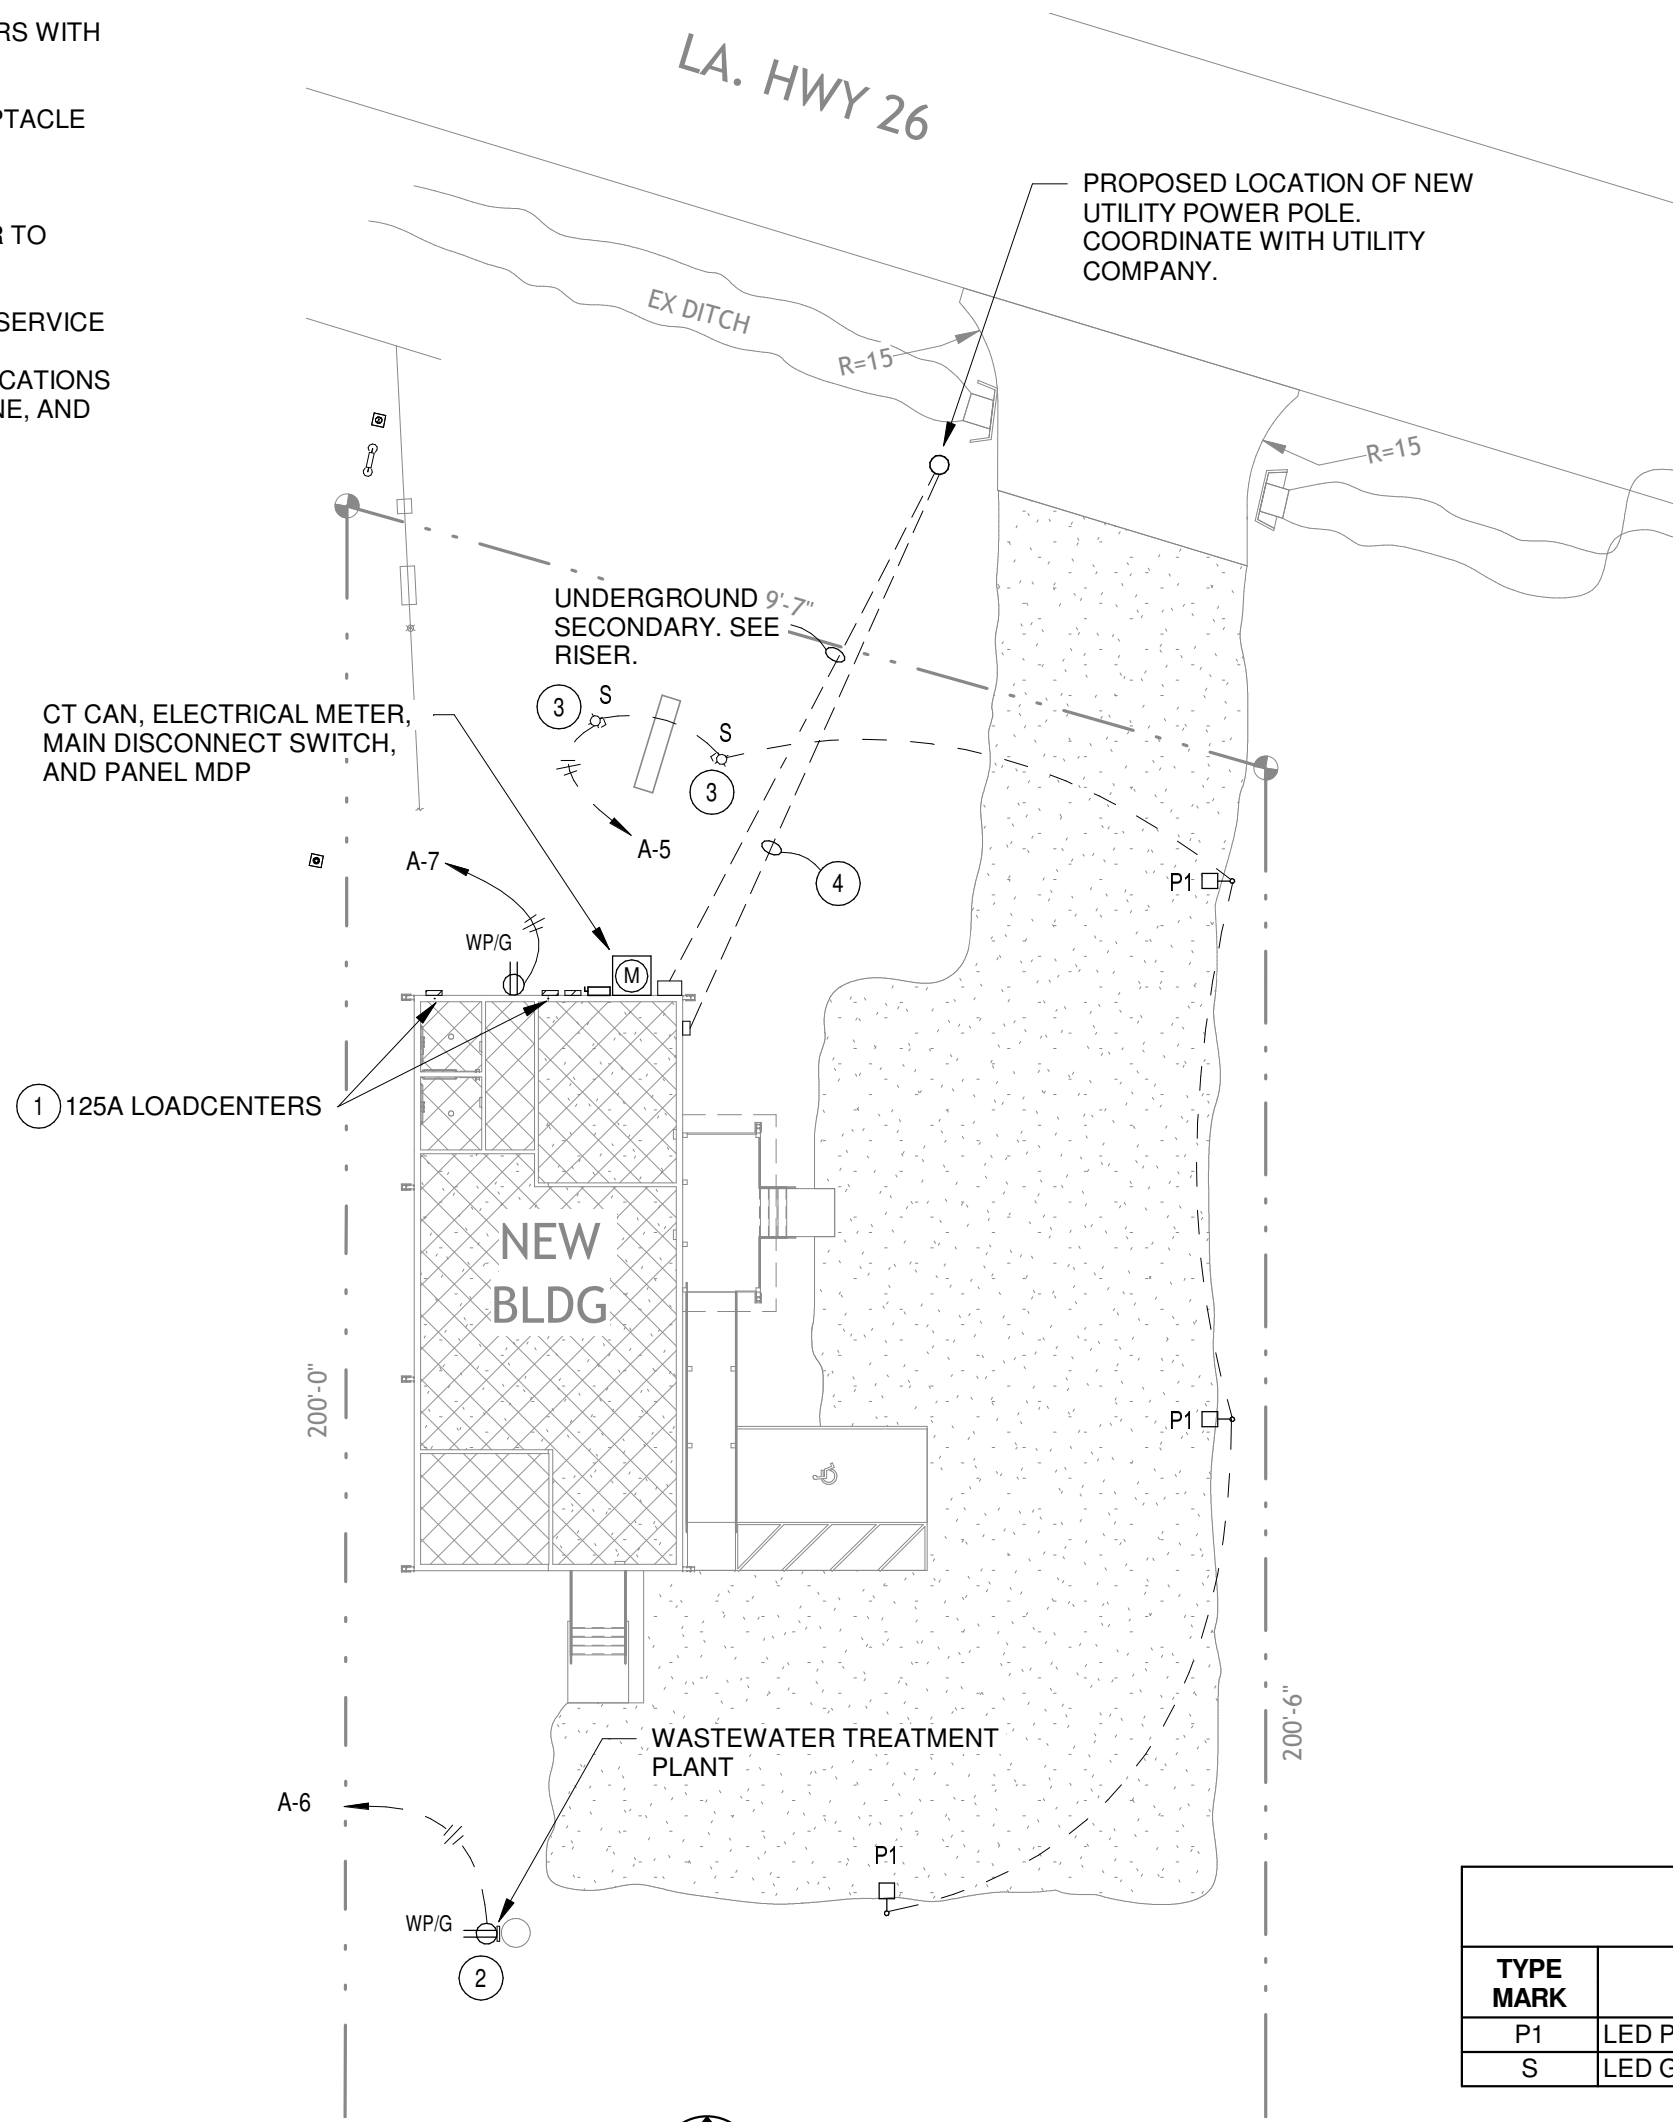 RS WITH
PTACLE
R TO
SERVICE
CATIONS
NE, AND
LA. HWY 26
PROPOSED LOCATION OF NEW
UTILITY POWER POLE.
COORDINATE WITH UTILITY
COMPANY.
EX DITCH
R=15
R=15
UNDERGROUND
SECONDARY. SEE
RISER.
9'-7"
3
S
S
3
CT CAN, ELECTRICAL METER,
MAIN DISCONNECT SWITCH,
AND PANEL MDP
A-5
A-7
4
P1
WP/G
M
1 125A LOADCENTERS
NEW
BLDG
200'-0"
P1
200'-6"
WASTEWATER TREATMENT
PLANT
A-6
P1
WP/G
2
TYPE
MARK
P1 LED P
S LED G